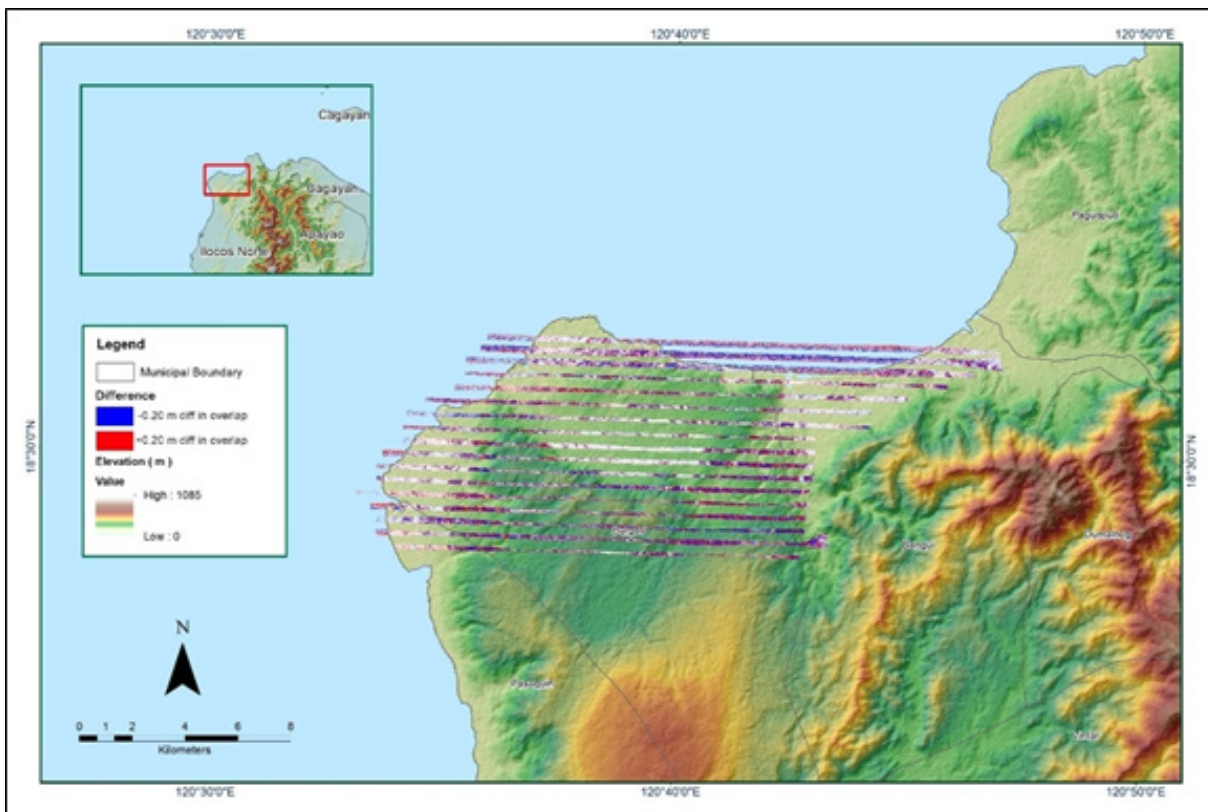 120°30'0"E
120°40'0"E
120°50'0"E
Cagayan
Cagayan
Apayao
Ilocos Norte
Pagudpud
Legend
Municipal Boundary
Difference
-0.20 m diff in overlap
+0.20 m diff in overlap
Elevation ( m )
Value
High : 1085
Low : 0
18°30'0"N
18°30'0"N
Bangui
Dumalneg
Pasuquin
Vintar
N
0 1 2 4 6 8
Kilometers
120°30'0"E
120°40'0"E
120°50'0"E